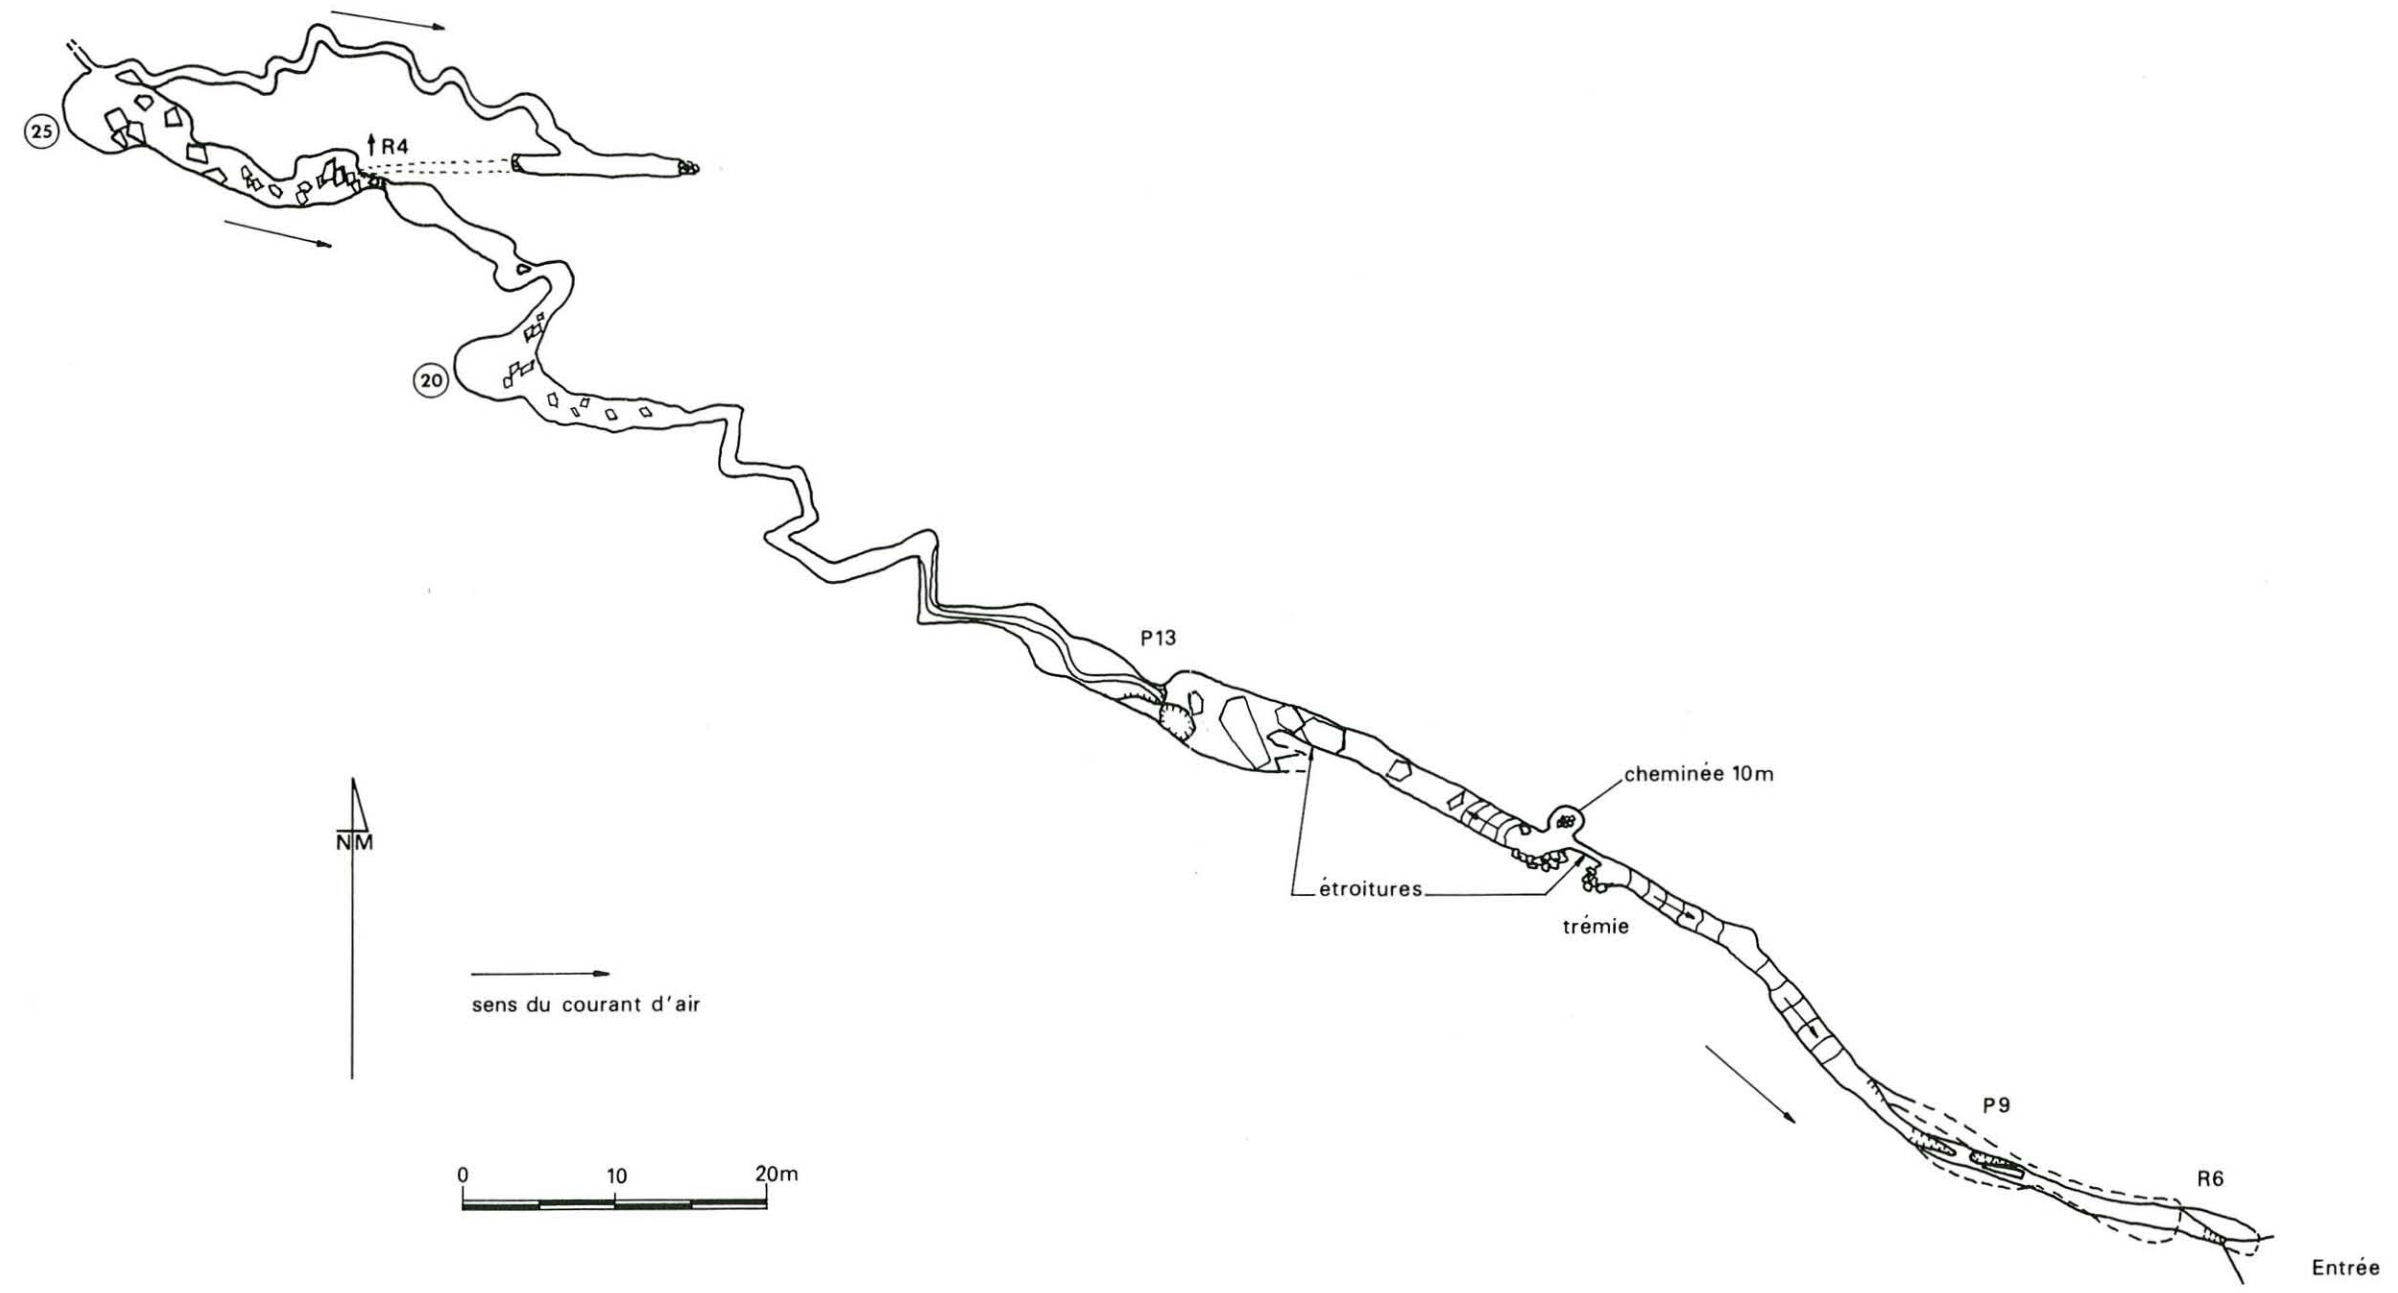 25
R4
20
P13
cheminée 10m
NM
étroitures
trémie
sens du courant d'air
P9
0 10 20m
R6
Entrée